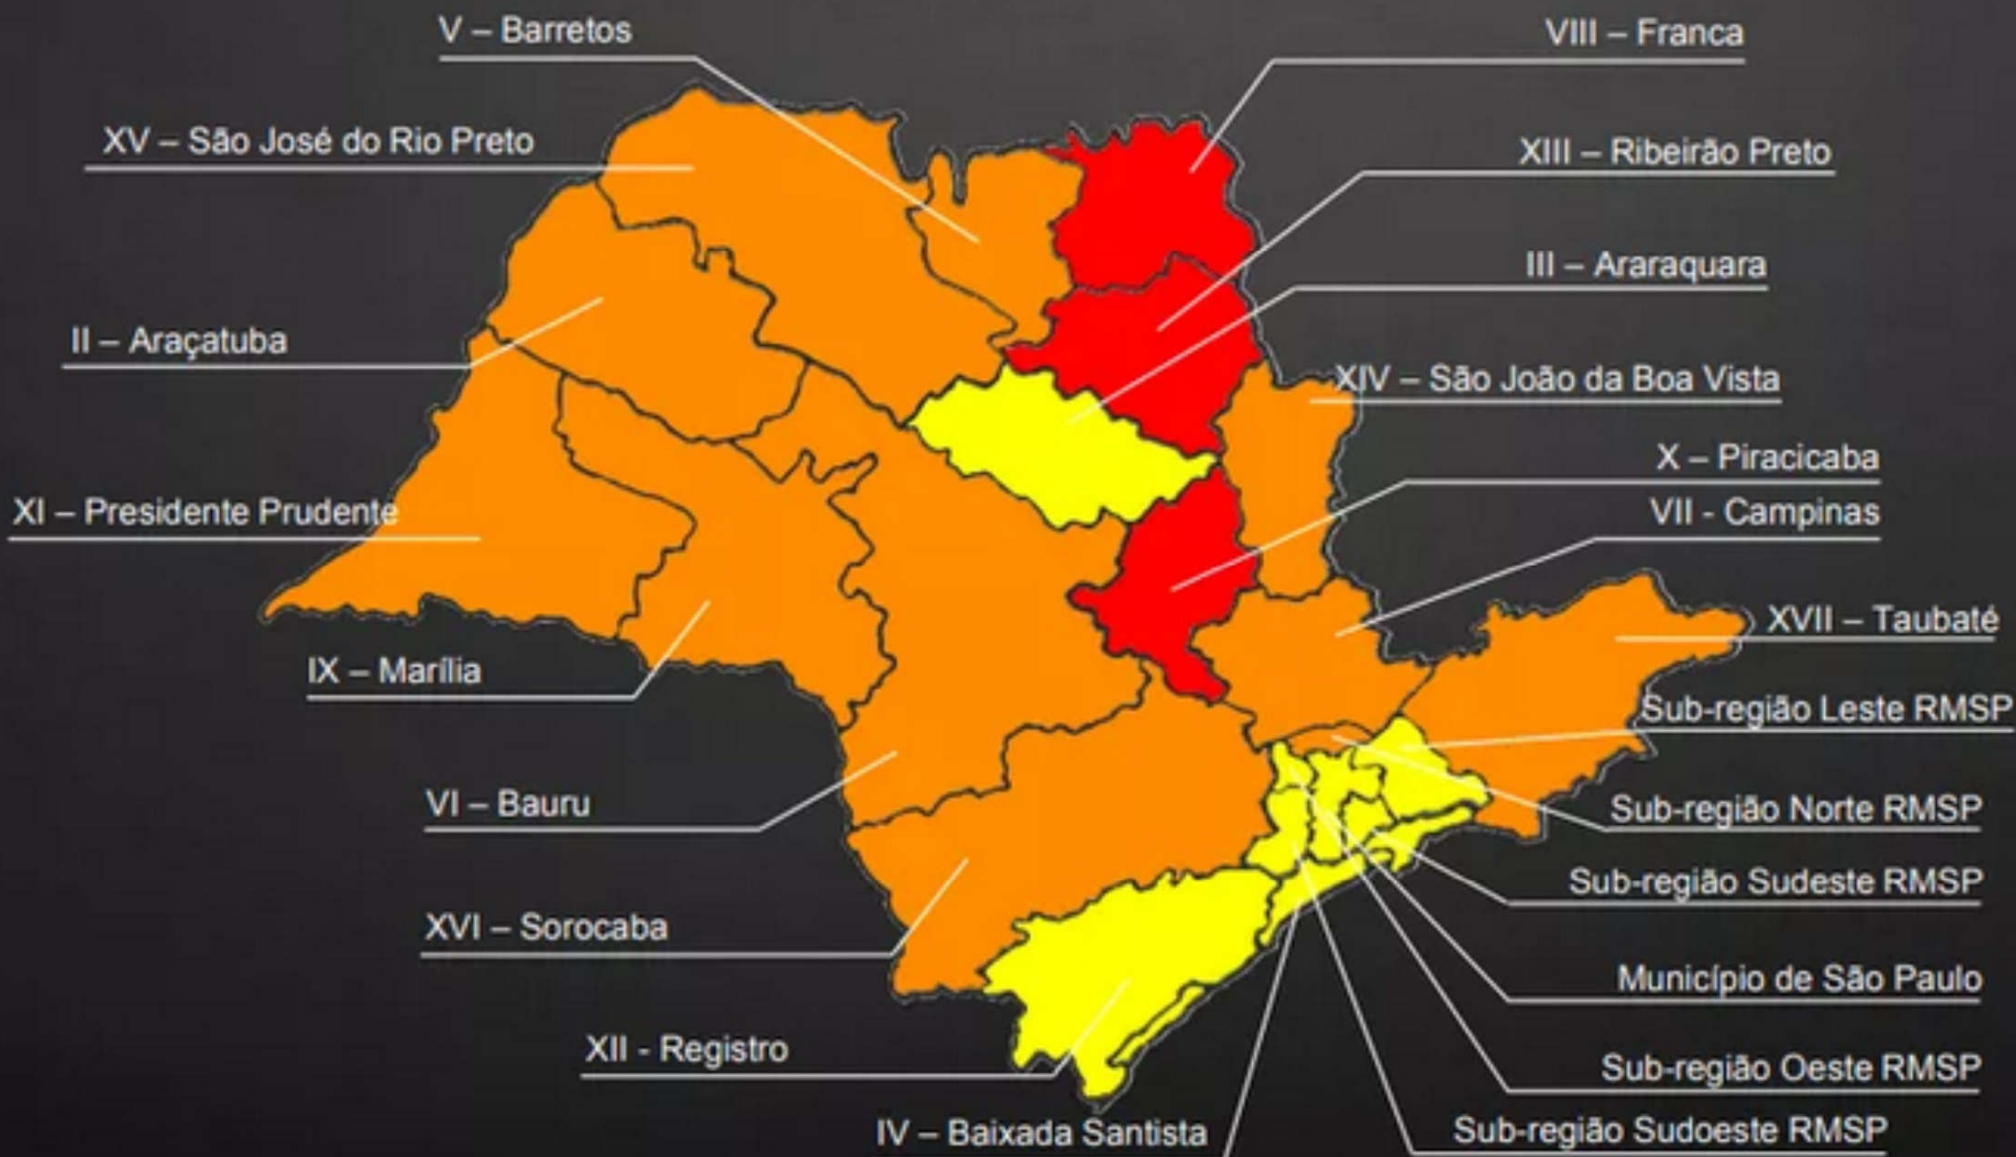 V – Barretos
VIII – Franca
XV – São José do Rio Preto
XIII – Ribeirão Preto
III – Araraquara
II – Araçatuba
XIV – São João da Boa Vista
X – Piracicaba
VII - Campinas
XI – Presidente Prudente
XVII – Taubaté
IX – Marília
Sub-região Leste RMSP
VI – Bauru
Sub-região Norte RMSP
Sub-região Sudeste RMSP
XVI – Sorocaba
Município de São Paulo
XII - Registro
Sub-região Oeste RMSP
IV – Baixada Santista
Sub-região Sudoeste RMSP